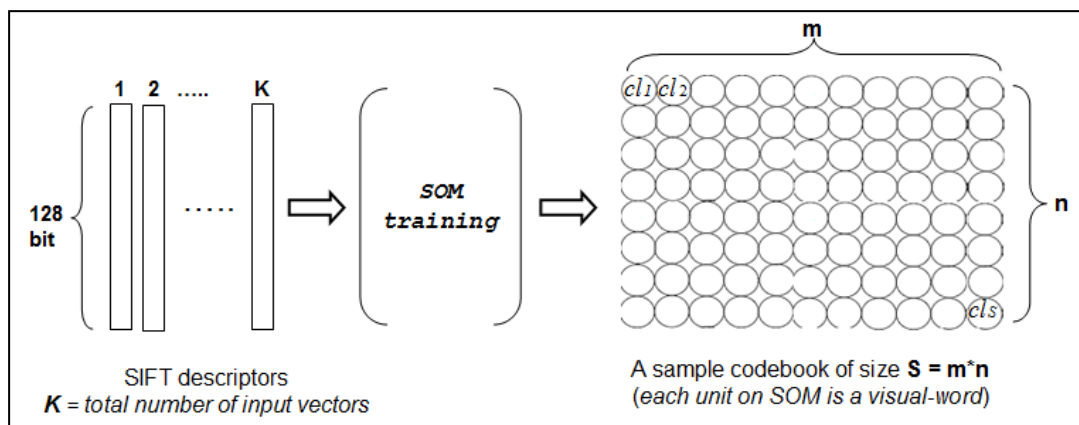 m
1 2 ..... K
cl1 cl2
128
bit
.....
SOM
training
n
cls
SIFT descriptors
K = total number of input vectors
A sample codebook of size S = m*n
(each unit on SOM is a visual-word)